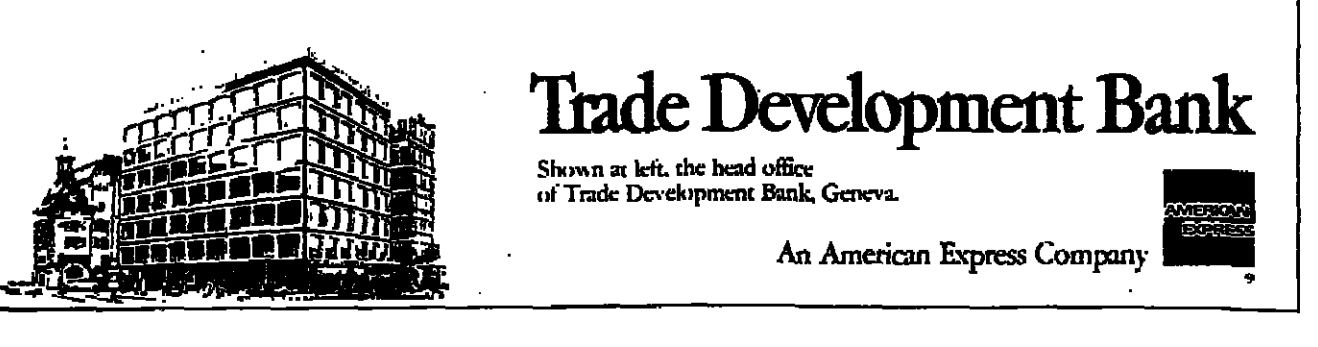 Trade Development Bank
Shown at left, the head office
of Trade Development Bank, Geneva.
An American Express Company
AMERICAN
EXPRESS
9